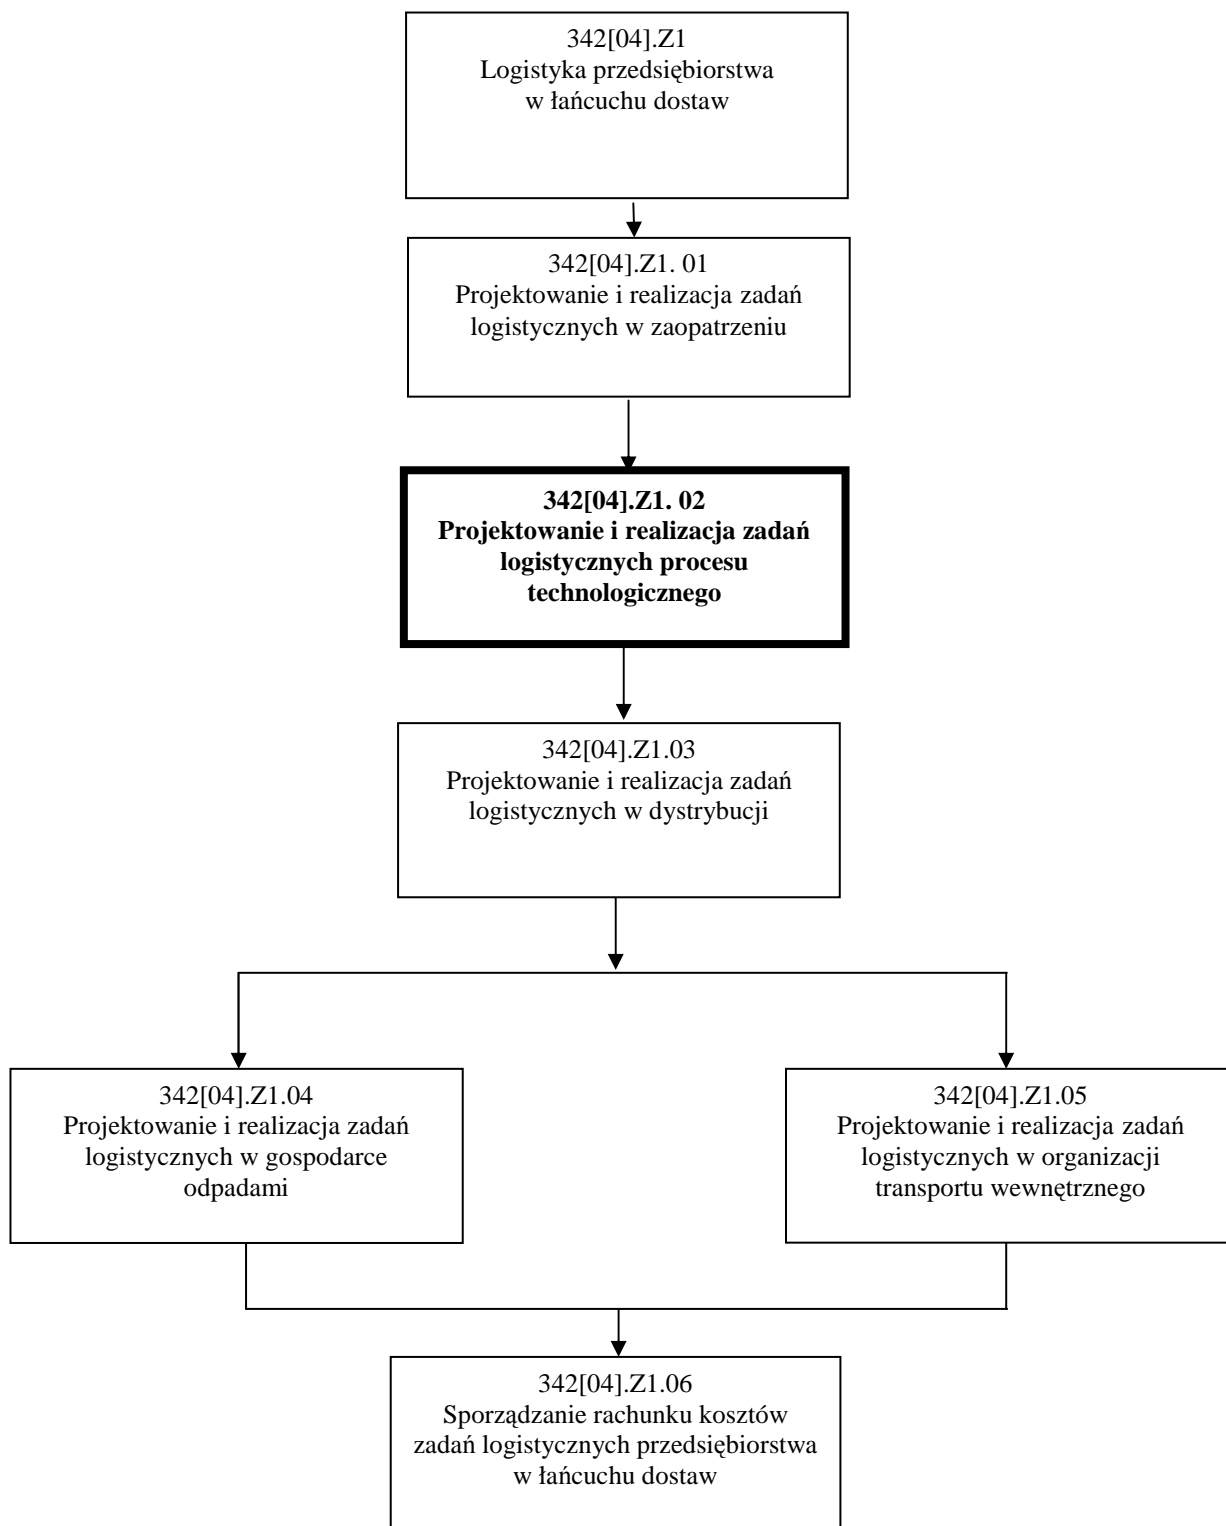 342[04].Z1
Logistyka przedsiębiorstwa
w łańcuchu dostaw
342[04].Z1. 01
Projektowanie i realizacja zadań
logistycznych w zaopatrzeniu
342[04].Z1. 02
Projektowanie i realizacja zadań
logistycznych procesu
technologicznego
342[04].Z1.03
Projektowanie i realizacja zadań
logistycznych w dystrybucji
342[04].Z1.04
Projektowanie i realizacja zadań
logistycznych w gospodarce
odpadami
342[04].Z1.05
Projektowanie i realizacja zadań
logistycznych w organizacji
transportu wewnętrznego
342[04].Z1.06
Sporządzanie rachunku kosztów
zadań logistycznych przedsiębiorstwa
w łańcuchu dostaw